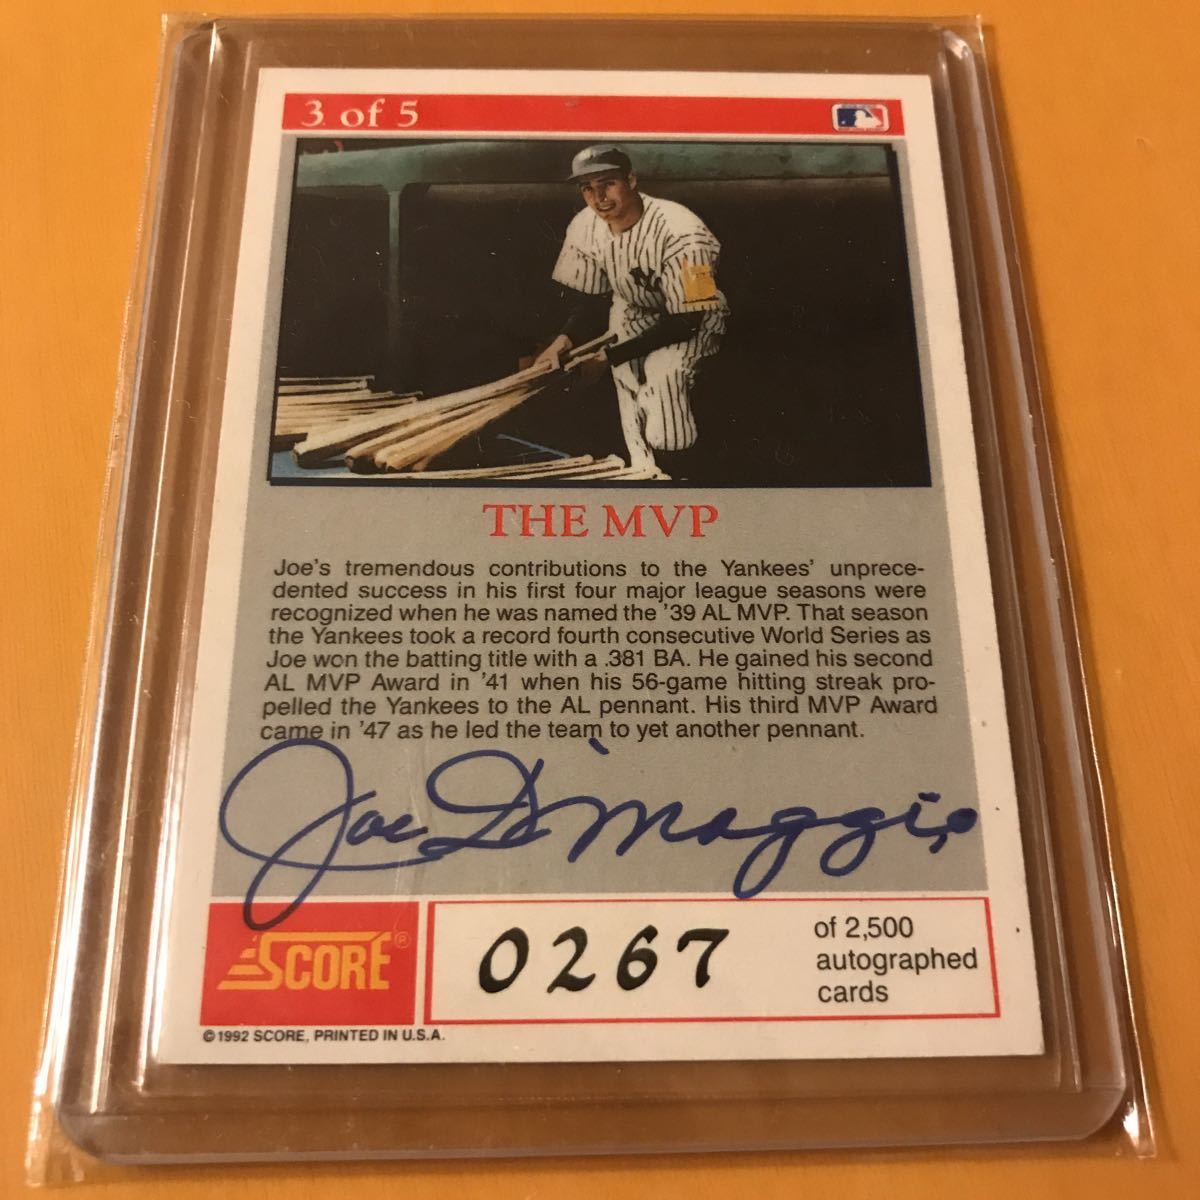 3 of 5
THE MVP
Joe's tremendous contributions to the Yankees' unprece-
dented success in his first four major league seasons were
recognized when he was named the '39 AL MVP. That season
the Yankees took a record fourth consecutive World Series as
Joe won the batting title with a .381 BA. He gained his second
AL MVP Award in '41 when his 56-game hitting streak pro-
pelled the Yankees to the AL pennant. His third MVP Award
came in '47 as he led the team to yet another pennant.
Joe Di'Maggio
SCORE®
0267
of 2,500
autographed
cards
©1992 SCORE, PRINTED IN U.S.A.